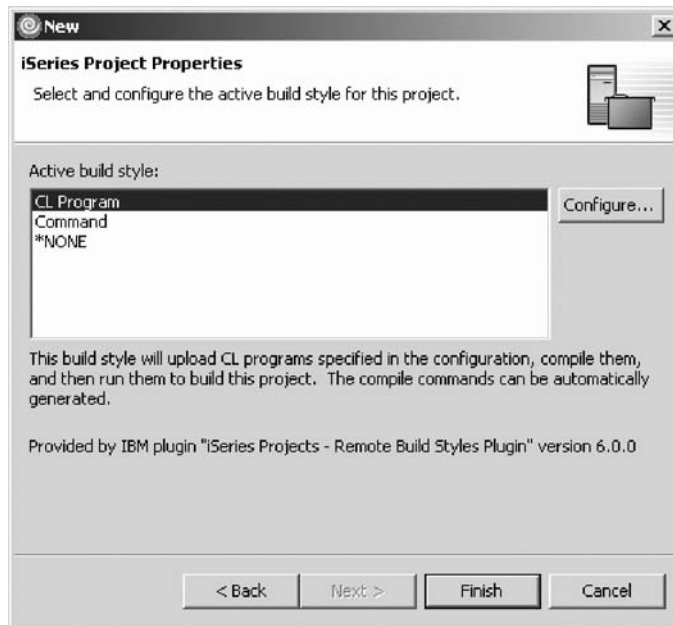 New
iSeries Project Properties
Select and configure the active build style for this project.
Active build style:
CL Program
Configure...
Command
*NONE
This build style will upload CL programs specified in the configuration, compile them,
and then run them to build this project. The compile commands can be automatically
generated.
Provided by IBM plugin "iSeries Projects - Remote Build Styles Plugin" version 6.0.0
< Back
Next >
Finish
Cancel